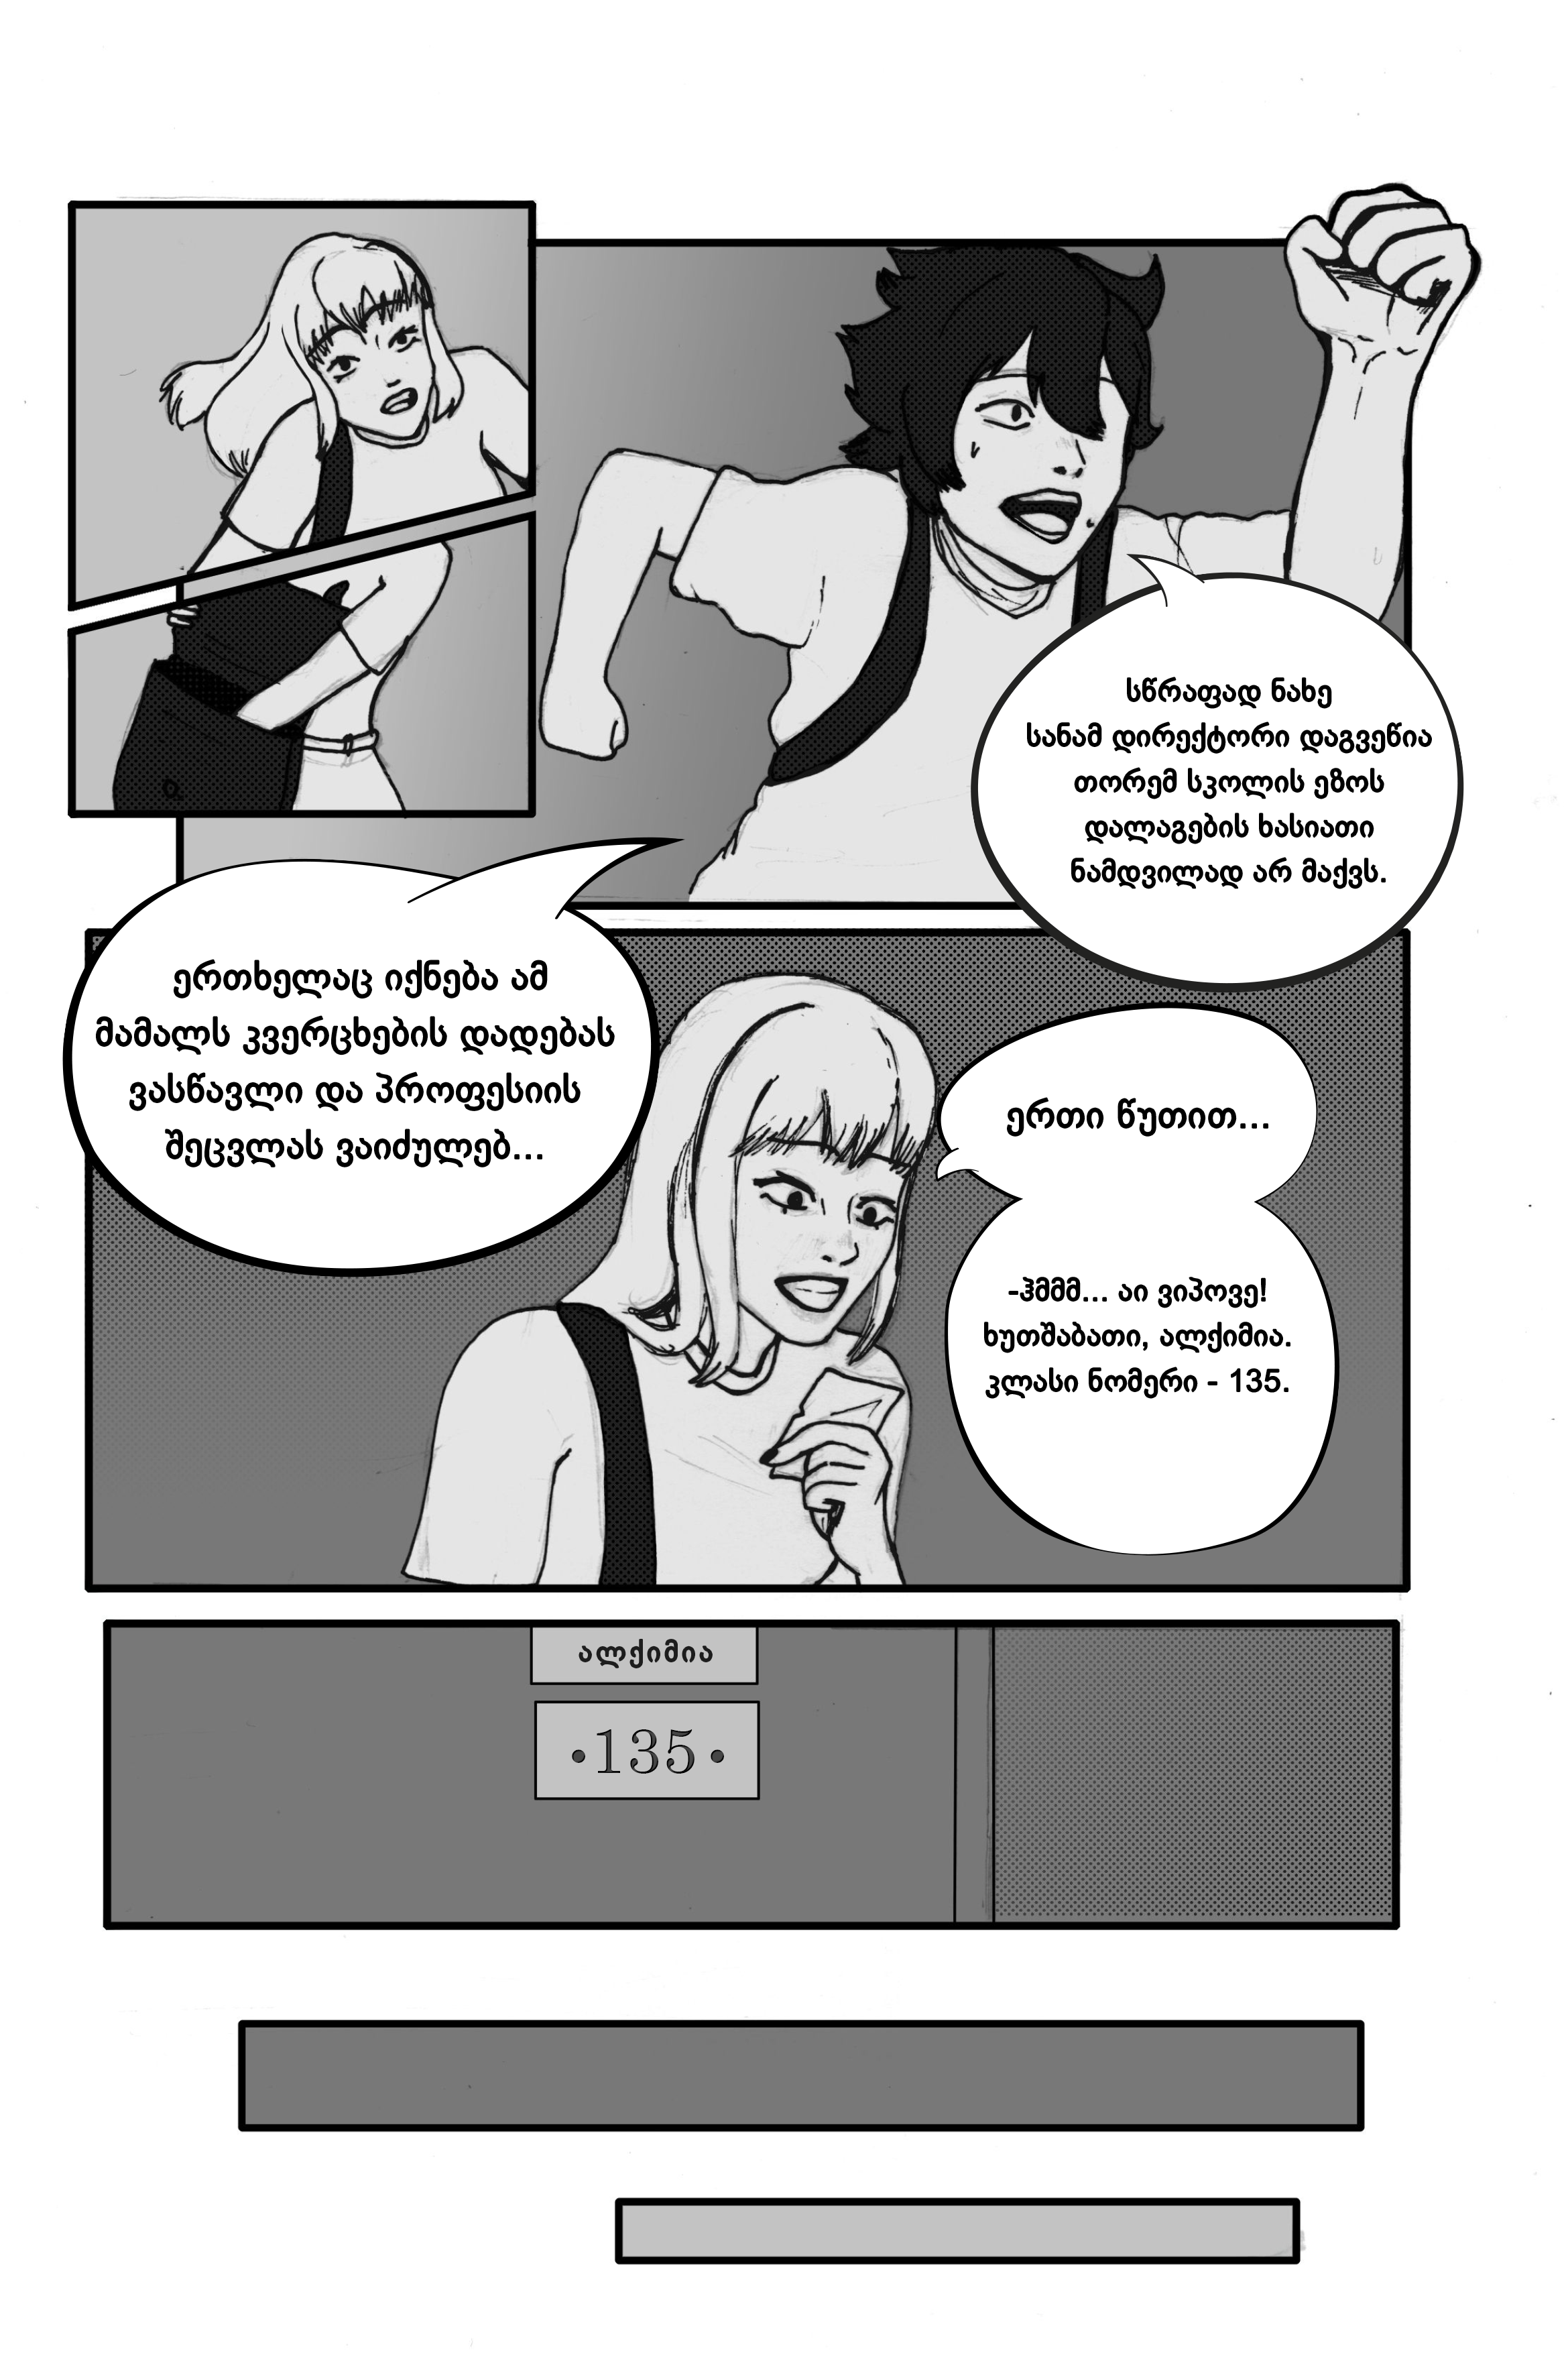 სწრაფად ნახე
სანამ დირექტორი დაგვეწია
თორემ სკოლის ეზოს
დალაგების ხასიათი
ნამდვილად არ მაქვს.
ერთხელაც იქნება ამ
მამალს კვერცხების დადებას
ვასწავლი და პროფესიის
შეცვლას ვაიძულებ...
ერთი წუთით...
-ჰმმმ... აი ვიპოვე!
ხუთშაბათი, ალქიმია.
კლასი ნომერი - 135.
ალქიმია
•135•